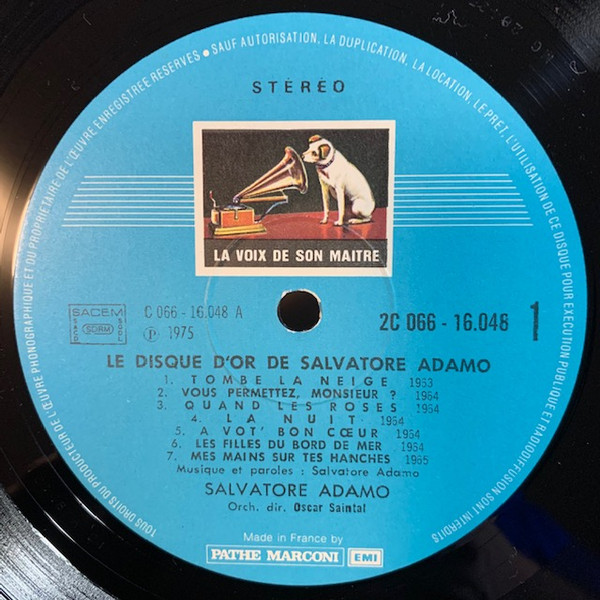 TOUS DROITS DU PRODUCTEUR DE L'ŒUVRE PHONOGRAPHIQUE ET DU PROPRIETAIRE DE L'ŒUVRE ENREGISTREE RESERVES • SAUF AUTORISATION, LA DUPLICATION, LA LOCATION, LE PRET, L'UTILISATION DE CE DISQUE POUR EXECUTION PUBLIQUE ET RADIODIFFUSION SONT INTERDITS
STÉRÉO
LA VOIX DE SON MAITRE
SACEM
SDRM
C 066 - 16.048 A
2C 066 - 16.048
1
Ⓟ 1975
LE DISQUE D'OR DE SALVATORE ADAMO
1. TOMBE LA NEIGE 1963
2. VOUS PERMETTEZ, MONSIEUR ? 1964
3. QUAND LES ROSES 1964
4. LA NUIT 1964
5. A VOT' BON CŒUR 1964
6. LES FILLES DU BORD DE MER 1964
7. MES MAINS SUR TES HANCHES 1965
Musique et paroles : Salvatore Adamo
SALVATORE ADAMO
Orch. dir. Oscar Saintal
Made in France by
PATHE MARCONI EMI